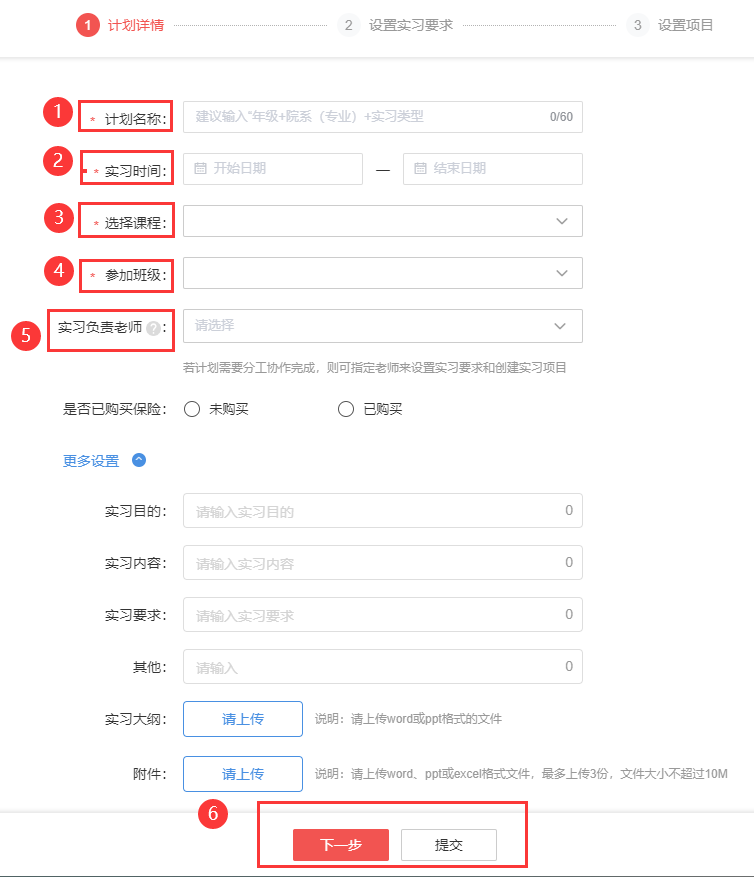 1 计划详情 2 设置实习要求 3 设置项目
1 * 计划名称: 建议输入"年级+院系（专业）+实习类型 0/60
2 * 实习时间: 开始日期 — 结束日期
3 * 选择课程:
4 * 参加班级:
5 实习负责老师 ? : 请选择
若计划需要分工协作完成，则可指定老师来设置实习要求和创建实习项目
是否已购买保险: 未购买 已购买
更多设置
实习目的: 请输入实习目的 0
实习内容: 请输入实习内容 0
实习要求: 请输入实习要求 0
其他: 请输入 0
实习大纲: 请上传 说明：请上传word或ppt格式的文件
附件: 请上传 说明：请上传word、ppt或excel格式文件，最多上传3份，文件大小不超过10M
6
下一步 提交